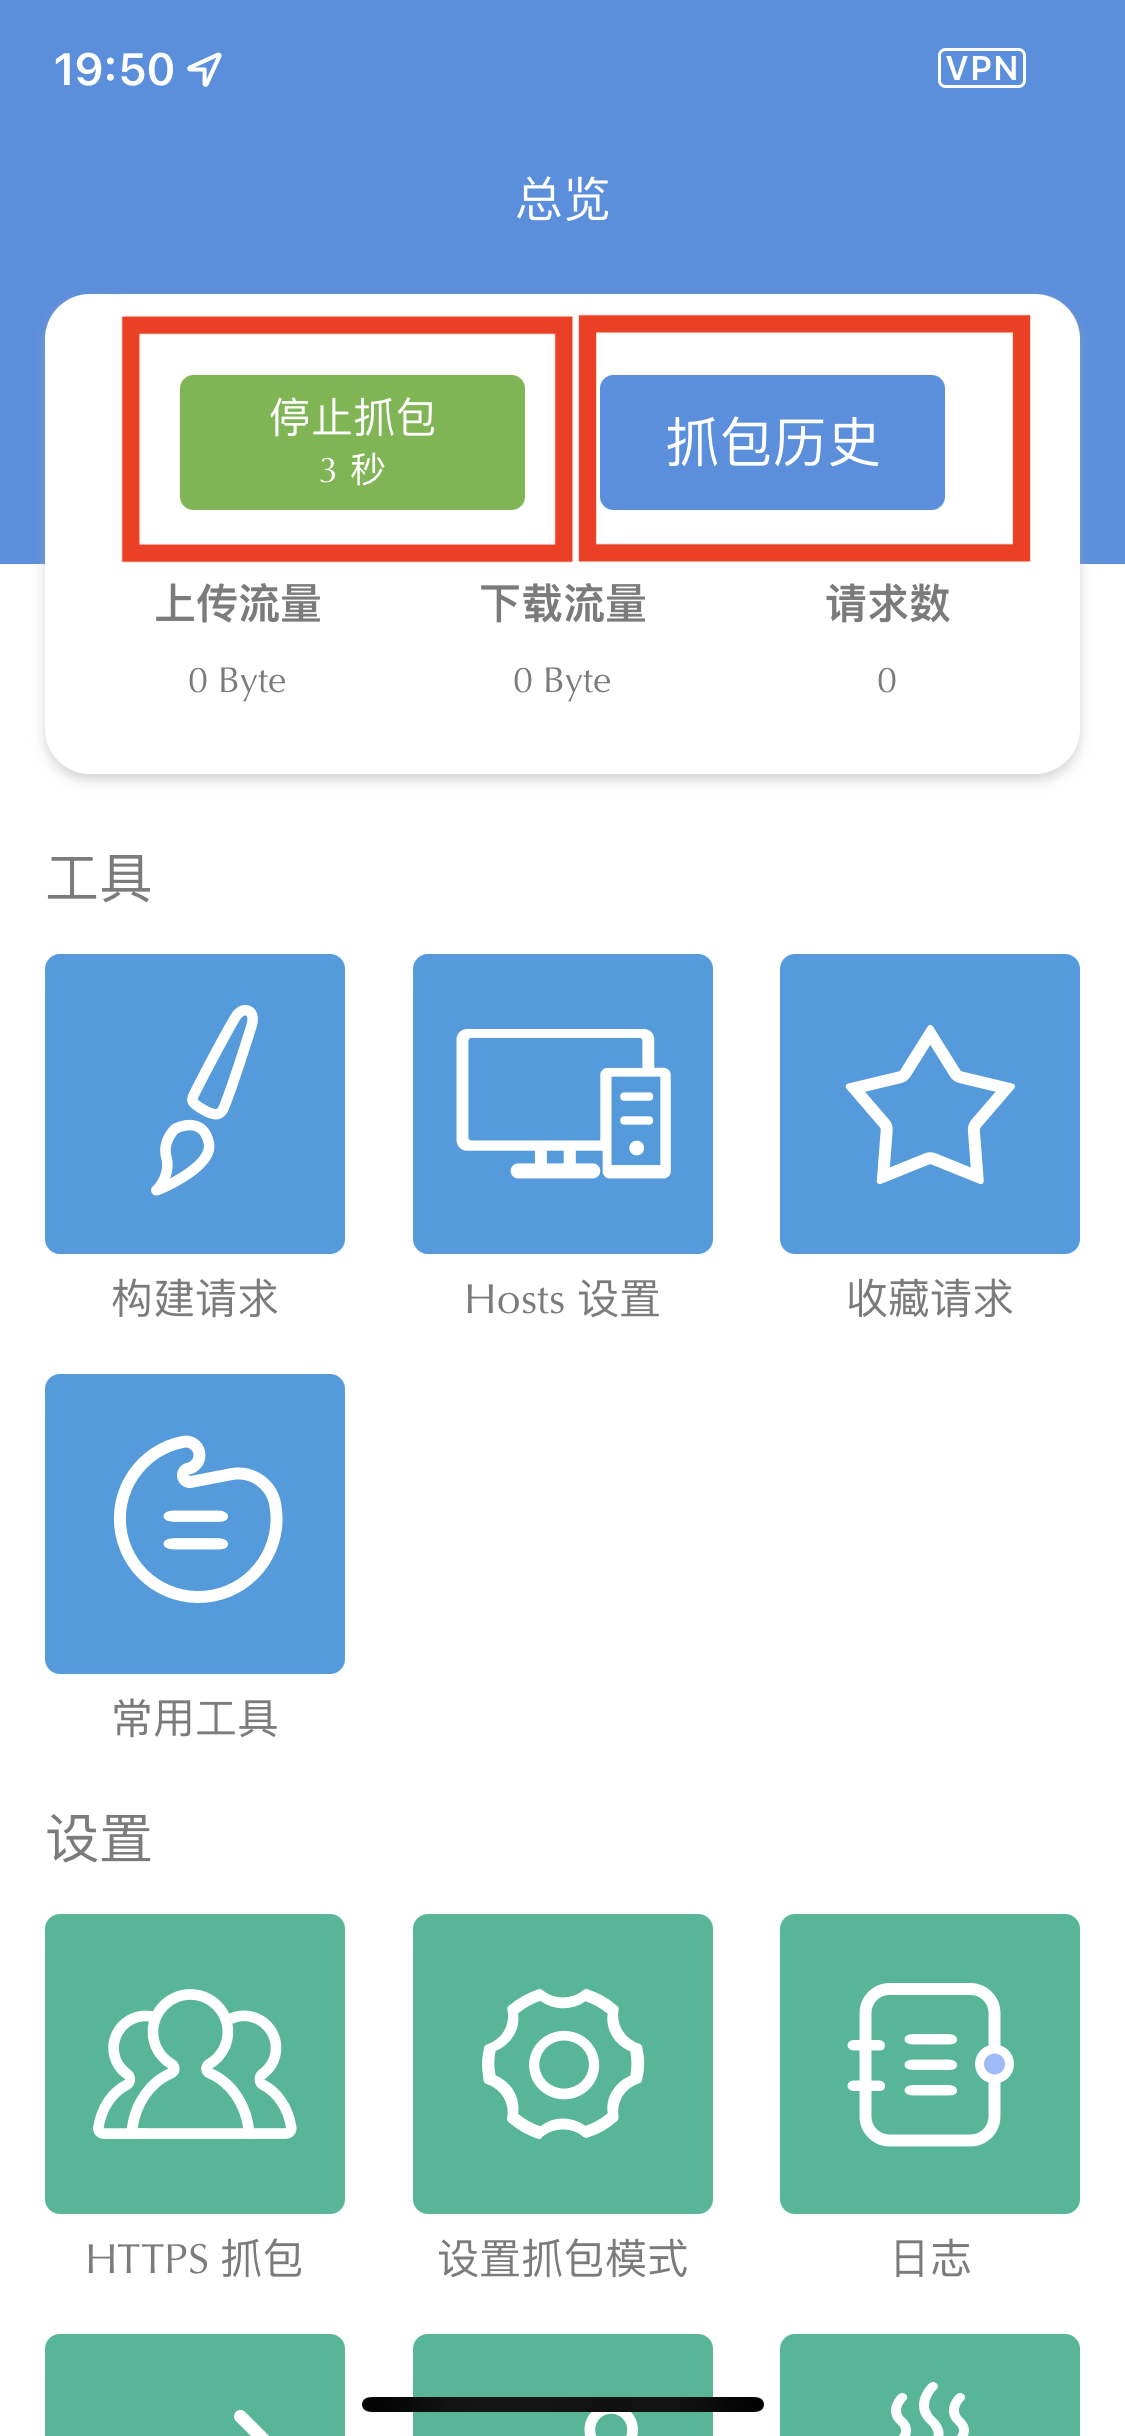 19:50
VPN
总览
停止抓包
3 秒
抓包历史
上传流量 下载流量 请求数
0 Byte 0 Byte 0
工具
构建请求 Hosts 设置 收藏请求
常用工具
设置
HTTPS 抓包 设置抓包模式 日志